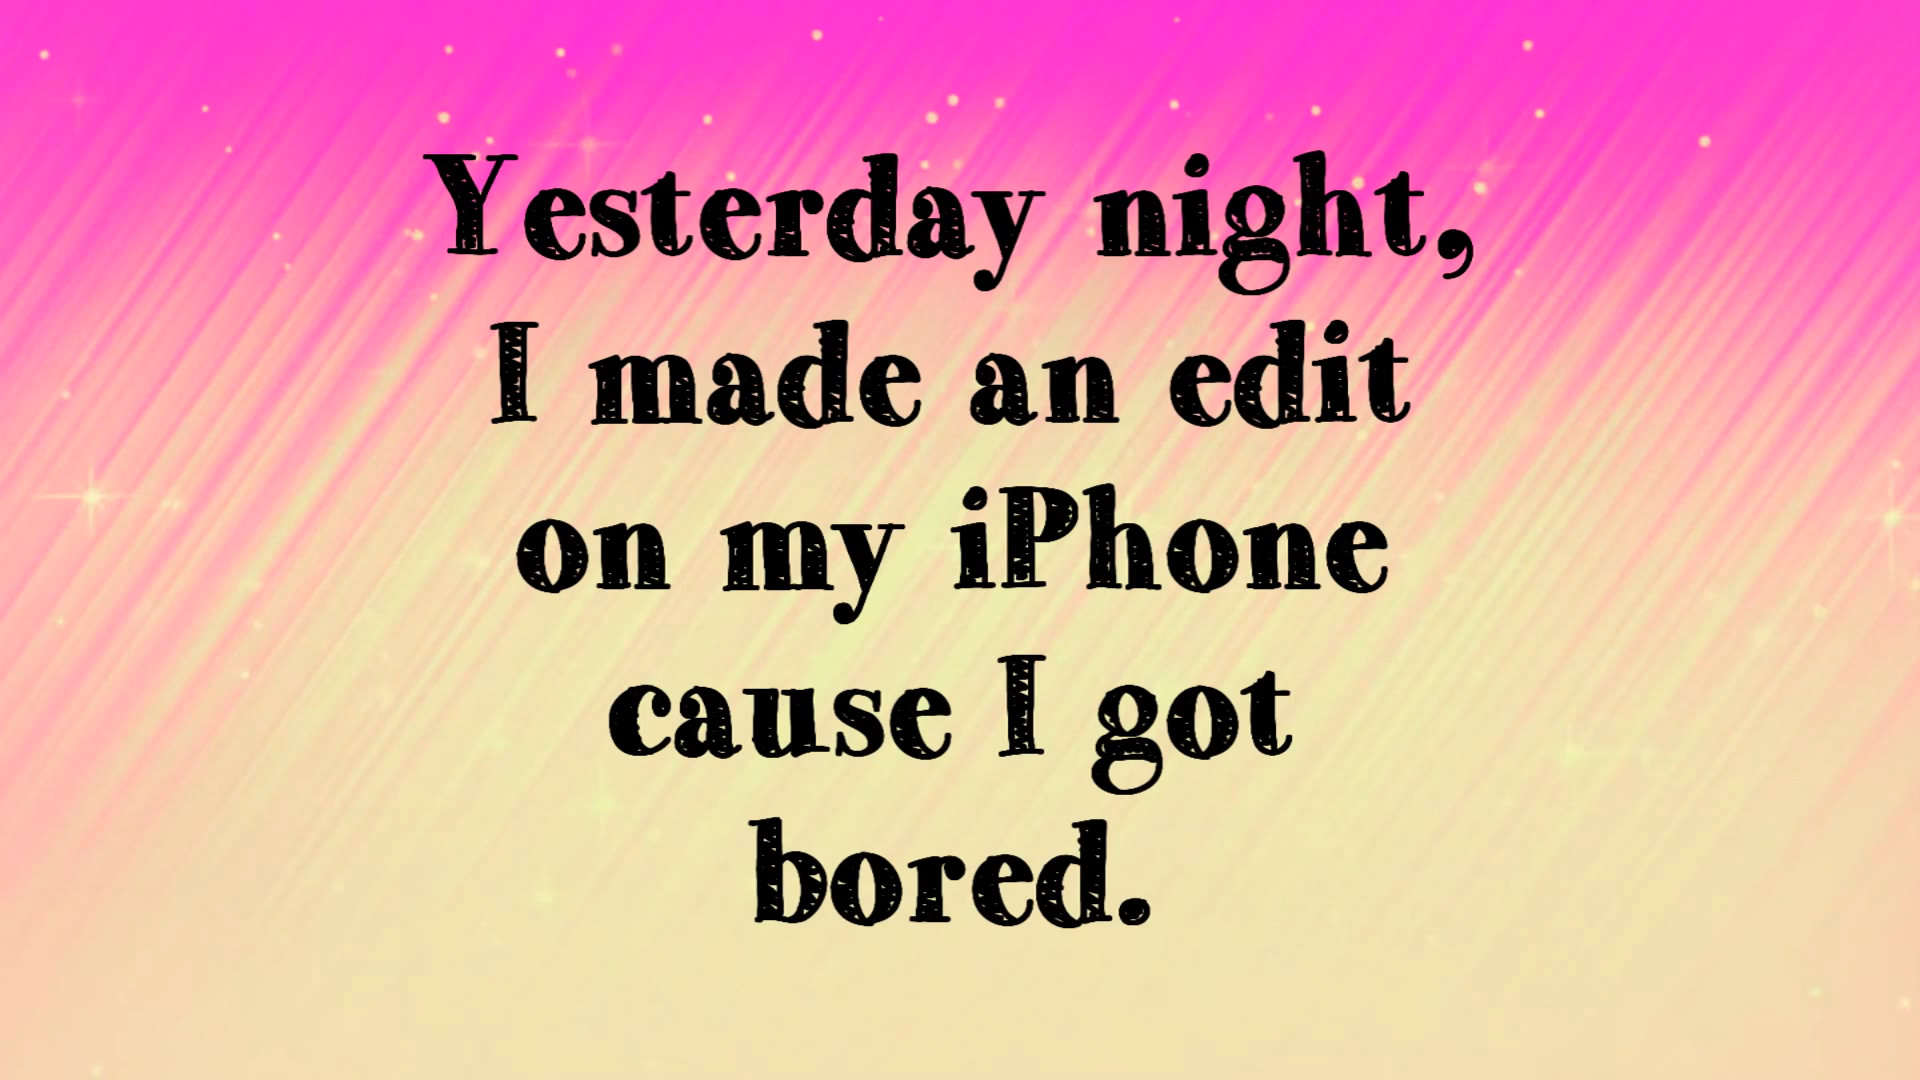 Yesterday night,
I made an edit
on my iPhone
cause I got
bored.